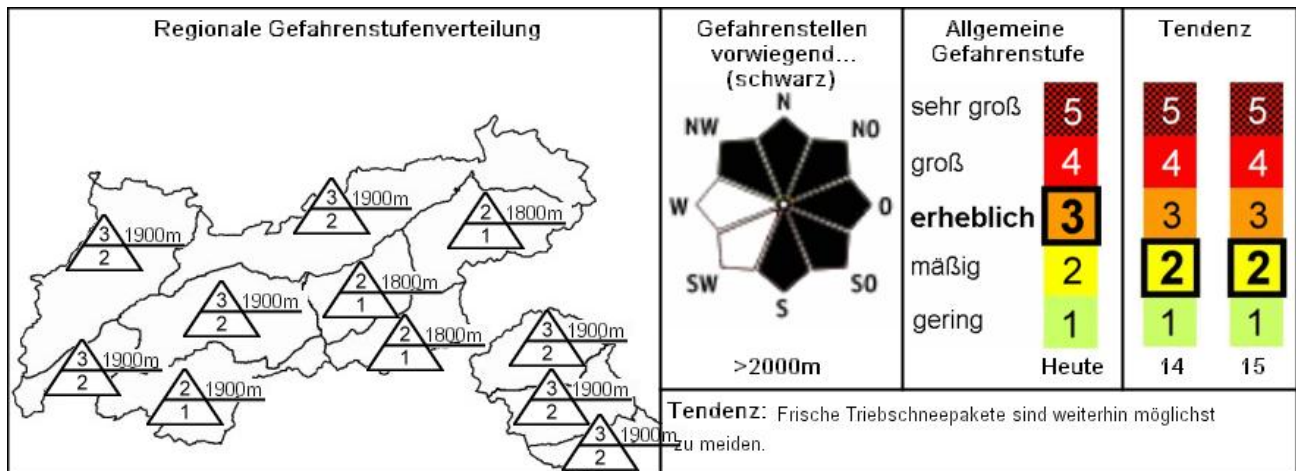 Regionale Gefahrenstufenverteilung
3
1900m
2
3
1900m
2
2
1800m
1
3
1900m
2
2
1800m
1
2
1800m
1
3
1900m
2
3
1900m
2
2
1900m
1
3
1900m
2
3
1900m
2
Gefahrenstellen
vorwiegend...
(schwarz)
N
NW
NO
W
O
SW
SO
S
>2000m
Allgemeine
Gefahrenstufe
sehr groß 5
groß 4
erheblich 3
mäßig 2
gering 1
Heute
Tendenz
5 5
4 4
3 3
2 2
1 1
14 15
Tendenz: Frische Triebschneepakete sind weiterhin möglichst
zu meiden.